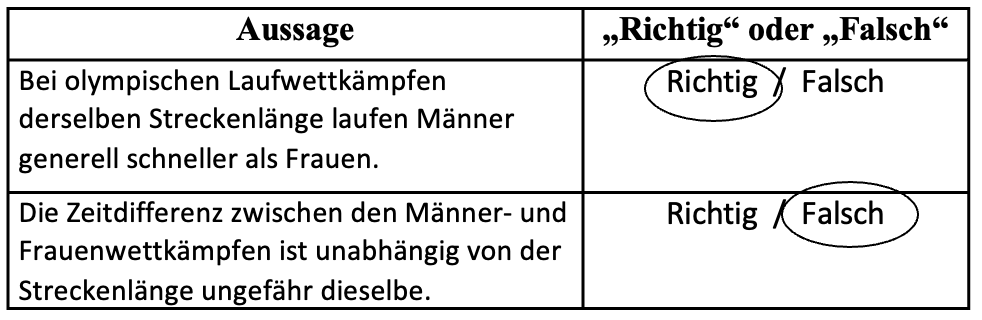 Aussage
„Richtig“ oder „Falsch“
Bei olympischen Laufwettkämpfen
derselben Streckenlänge laufen Männer
generell schneller als Frauen.
Richtig / Falsch
Die Zeitdifferenz zwischen den Männer- und
Frauenwettkämpfen ist unabhängig von der
Streckenlänge ungefähr dieselbe.
Richtig / Falsch